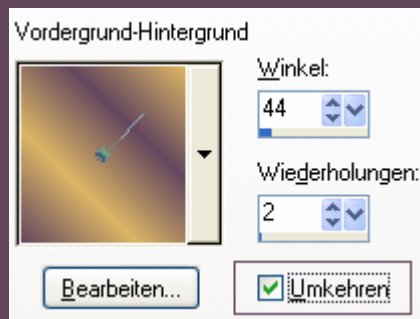 Vordergrund-Hintergrund
Winkel:
44
Wiederholungen:
2
Bearbeiten...
Umkehren